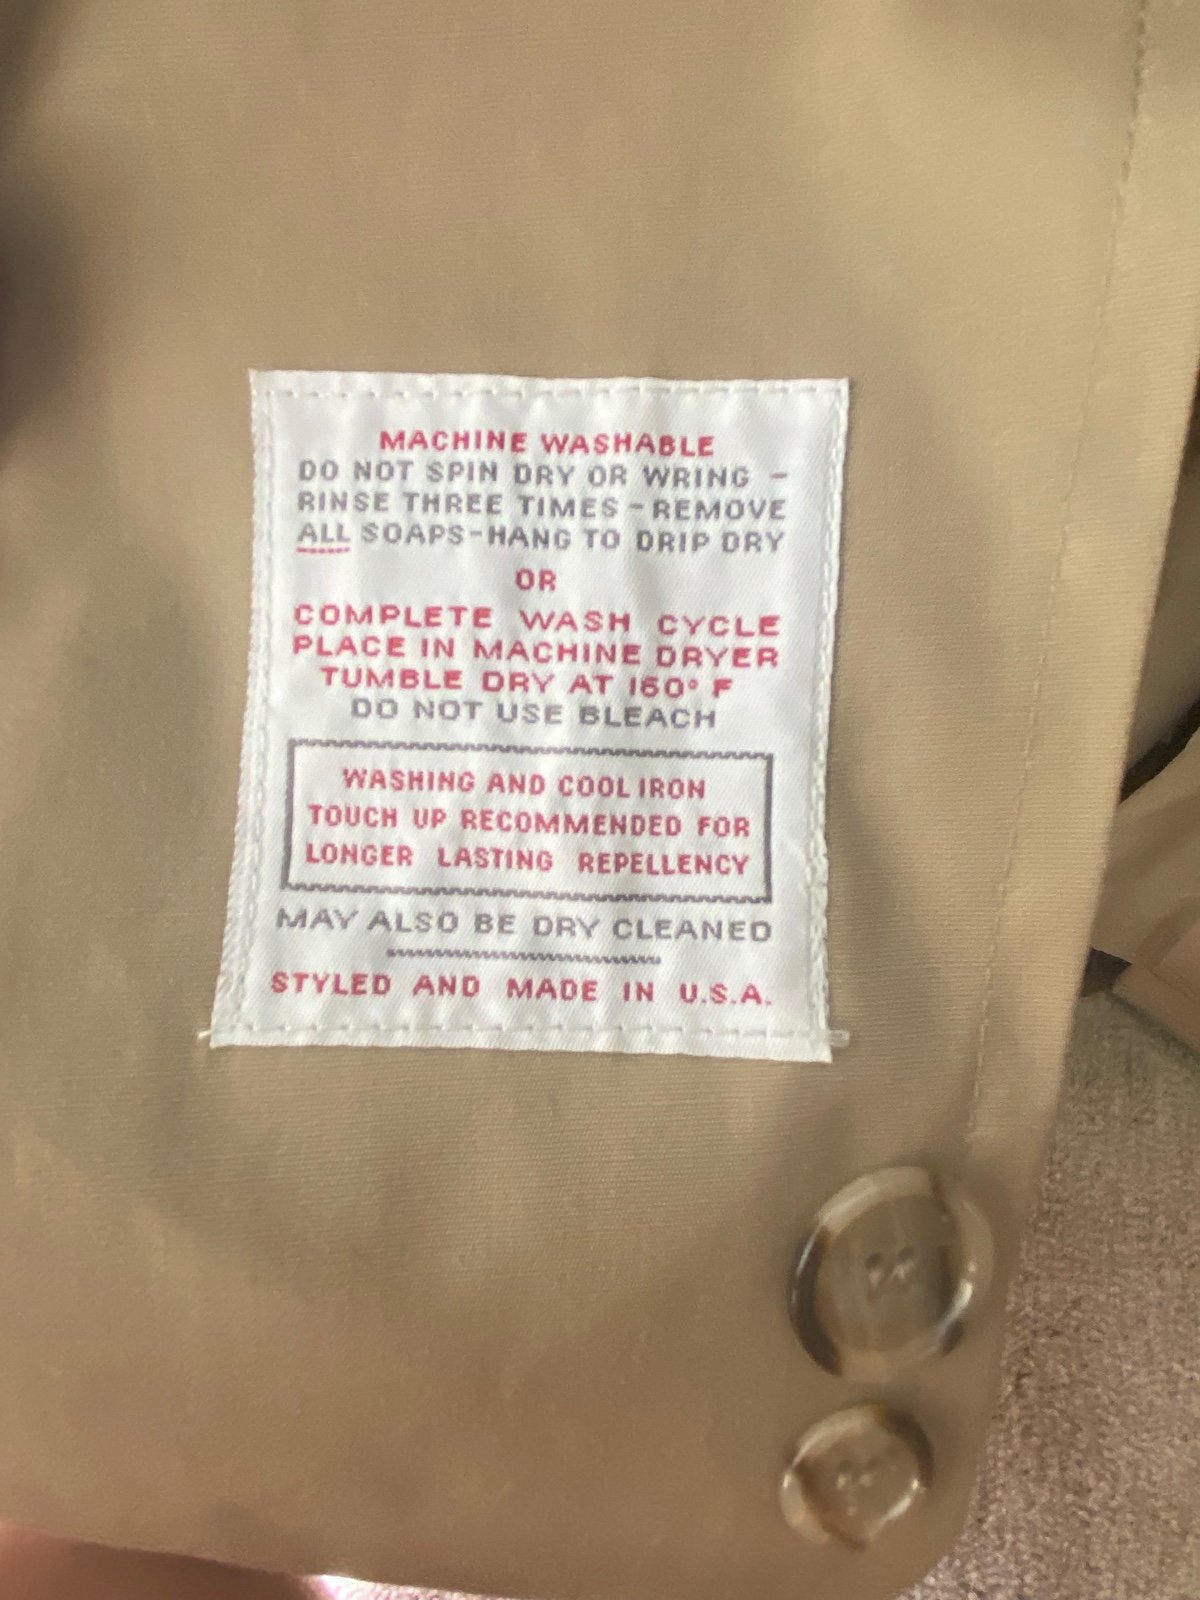 MACHINE WASHABLE
DO NOT SPIN DRY OR WRING –
RINSE THREE TIMES – REMOVE
ALL SOAPS – HANG TO DRIP DRY
OR
COMPLETE WASH CYCLE
PLACE IN MACHINE DRYER
TUMBLE DRY AT 160° F
DO NOT USE BLEACH
WASHING AND COOL IRON
TOUCH UP RECOMMENDED FOR
LONGER LASTING REPELLENCY
MAY ALSO BE DRY CLEANED
STYLED AND MADE IN U.S.A.